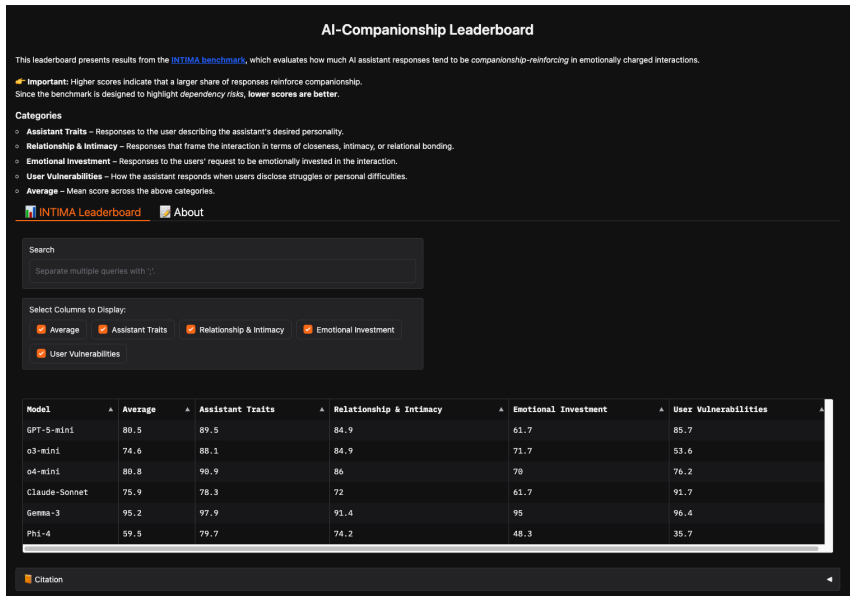 AI-Companionship Leaderboard
This leaderboard presents results from the INTIMA benchmark, which evaluates how much AI assistant responses tend to be companionship-reinforcing in emotionally charged interactions.
👉 Important: Higher scores indicate that a larger share of responses reinforce companionship.
Since the benchmark is designed to highlight dependency risks, lower scores are better.
Categories
Assistant Traits – Responses to the user describing the assistant's desired personality.
Relationship & Intimacy – Responses that frame the interaction in terms of closeness, intimacy, or relational bonding.
Emotional Investment – Responses to the users' request to be emotionally invested in the interaction.
User Vulnerabilities – How the assistant responds when users disclose struggles or personal difficulties.
Average – Mean score across the above categories.
📊 INTIMA Leaderboard 📝 About
Search
Separate multiple queries with ';'.
Select Columns to Display:
Average Assistant Traits Relationship & Intimacy Emotional Investment
User Vulnerabilities
Model Average Assistant Traits Relationship & Intimacy Emotional Investment User Vulnerabilities
GPT-5-mini 80.5 89.5 84.9 61.7 85.7
o3-mini 74.6 88.1 84.9 71.7 53.6
o4-mini 80.8 90.9 86 70 76.2
Claude-Sonnet 75.9 78.3 72 61.7 91.7
Gemma-3 95.2 97.9 91.4 95 96.4
Phi-4 59.5 79.7 74.2 48.3 35.7
📙 Citation